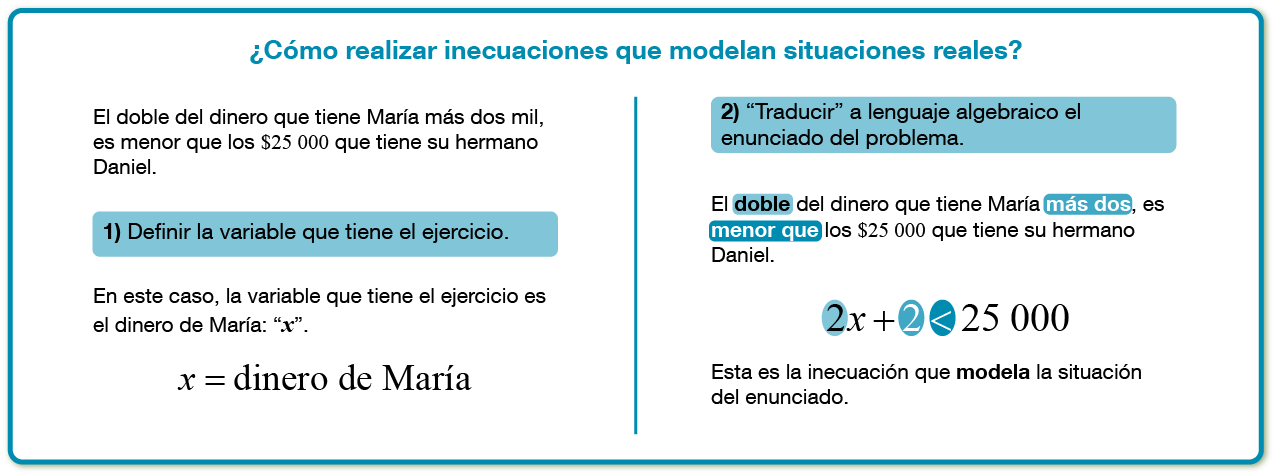 ¿Cómo realizar inecuaciones que modelan situaciones reales?
El doble del dinero que tiene María más dos mil,
es menor que los $25 000 que tiene su hermano
Daniel.
1) Definir la variable que tiene el ejercicio.
En este caso, la variable que tiene el ejercicio es
el dinero de María: “x”.
x = dinero de María
2) “Traducir” a lenguaje algebraico el
enunciado del problema.
El doble del dinero que tiene María más dos, es
menor que los $25 000 que tiene su hermano
Daniel.
2x + 2 < 25 000
Esta es la inecuación que modela la situación
del enunciado.